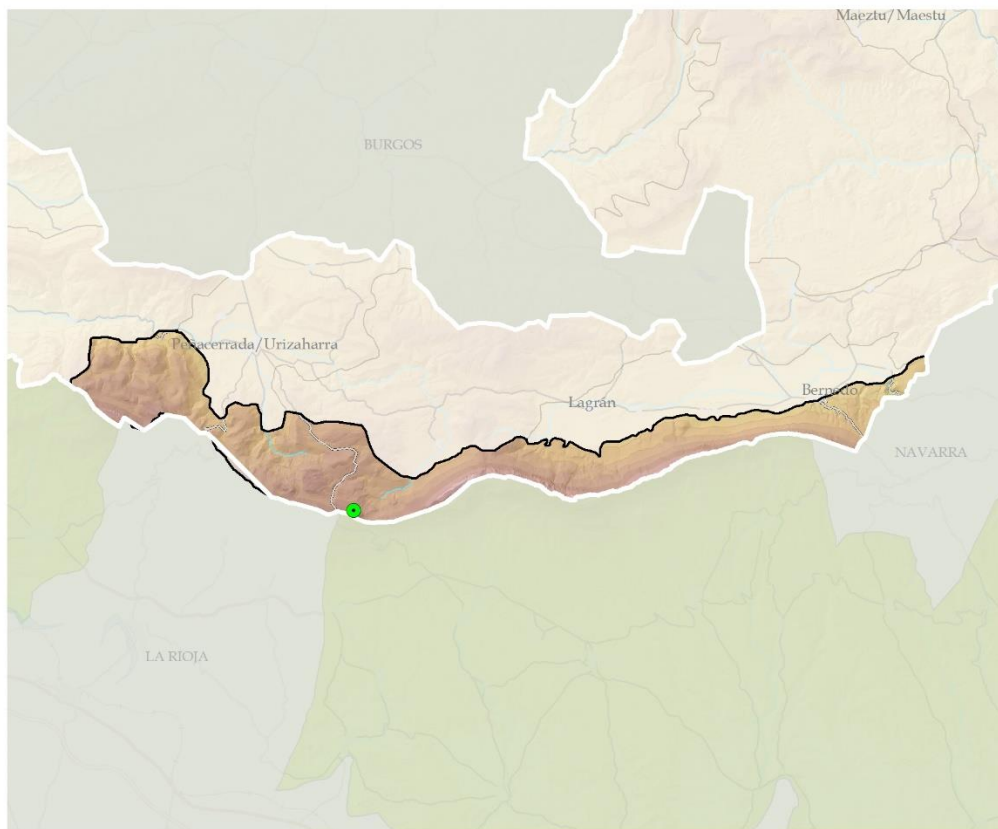 Maeztu/Maestu
BURGOS
Peñacerrada/Urizaharra
Bernedo
Lagrán
NAVARRA
LA RIOJA